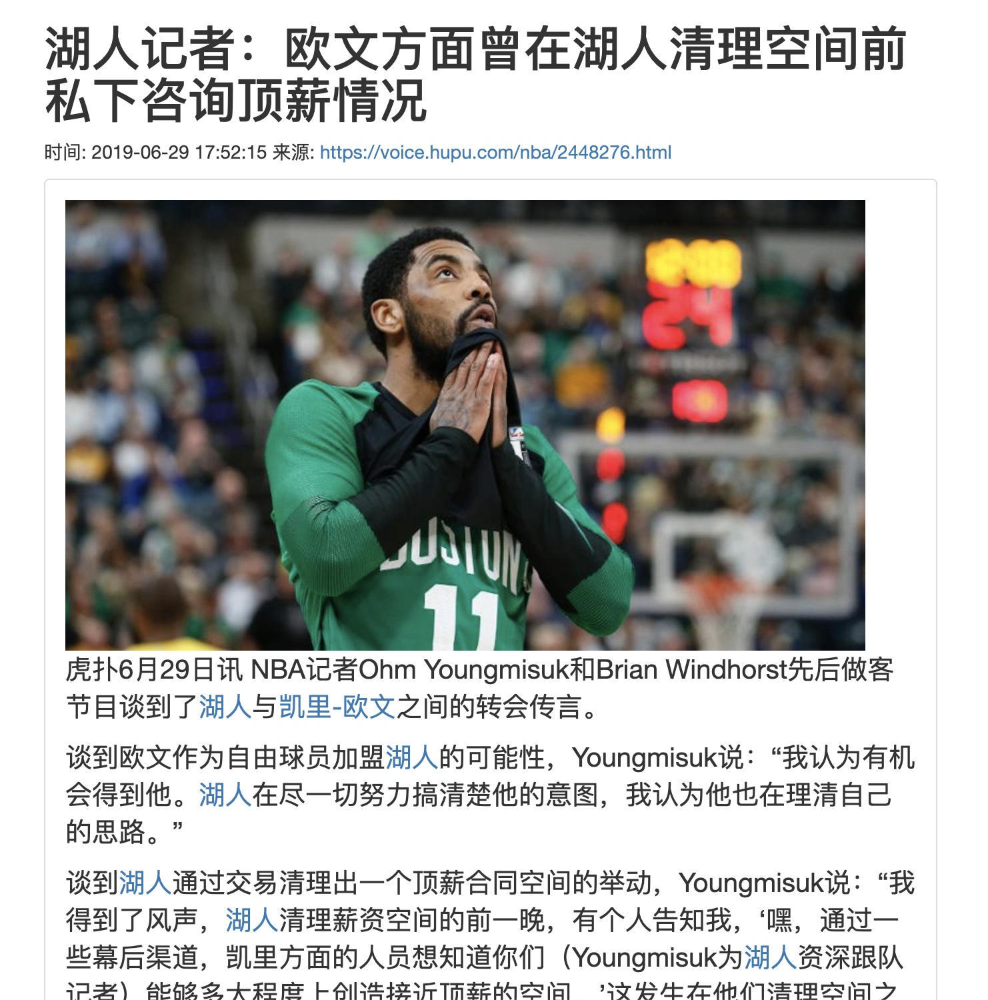 湖人记者：欧文方面曾在湖人清理空间前
私下咨询顶薪情况
时间: 2019-06-29 17:52:15 来源: https://voice.hupu.com/nba/2448276.html
24
BOSTON
11
虎扑6月29日讯 NBA记者Ohm Youngmisuk和Brian Windhorst先后做客
节目谈到了湖人与凯里-欧文之间的转会传言。
谈到欧文作为自由球员加盟湖人的可能性，Youngmisuk说：“我认为有机
会得到他。湖人在尽一切努力搞清楚他的意图，我认为他也在理清自己
的思路。”
谈到湖人通过交易清理出一个顶薪合同空间的举动，Youngmisuk说：“我
得到了风声，湖人清理薪资空间的前一晚，有个人告知我，‘嘿，通过一
些幕后渠道，凯里方面的人员想知道你们（Youngmisuk为湖人资深跟队
记者）能够多大程度上创造接近顶薪的空间，’这发生在他们清理空间之